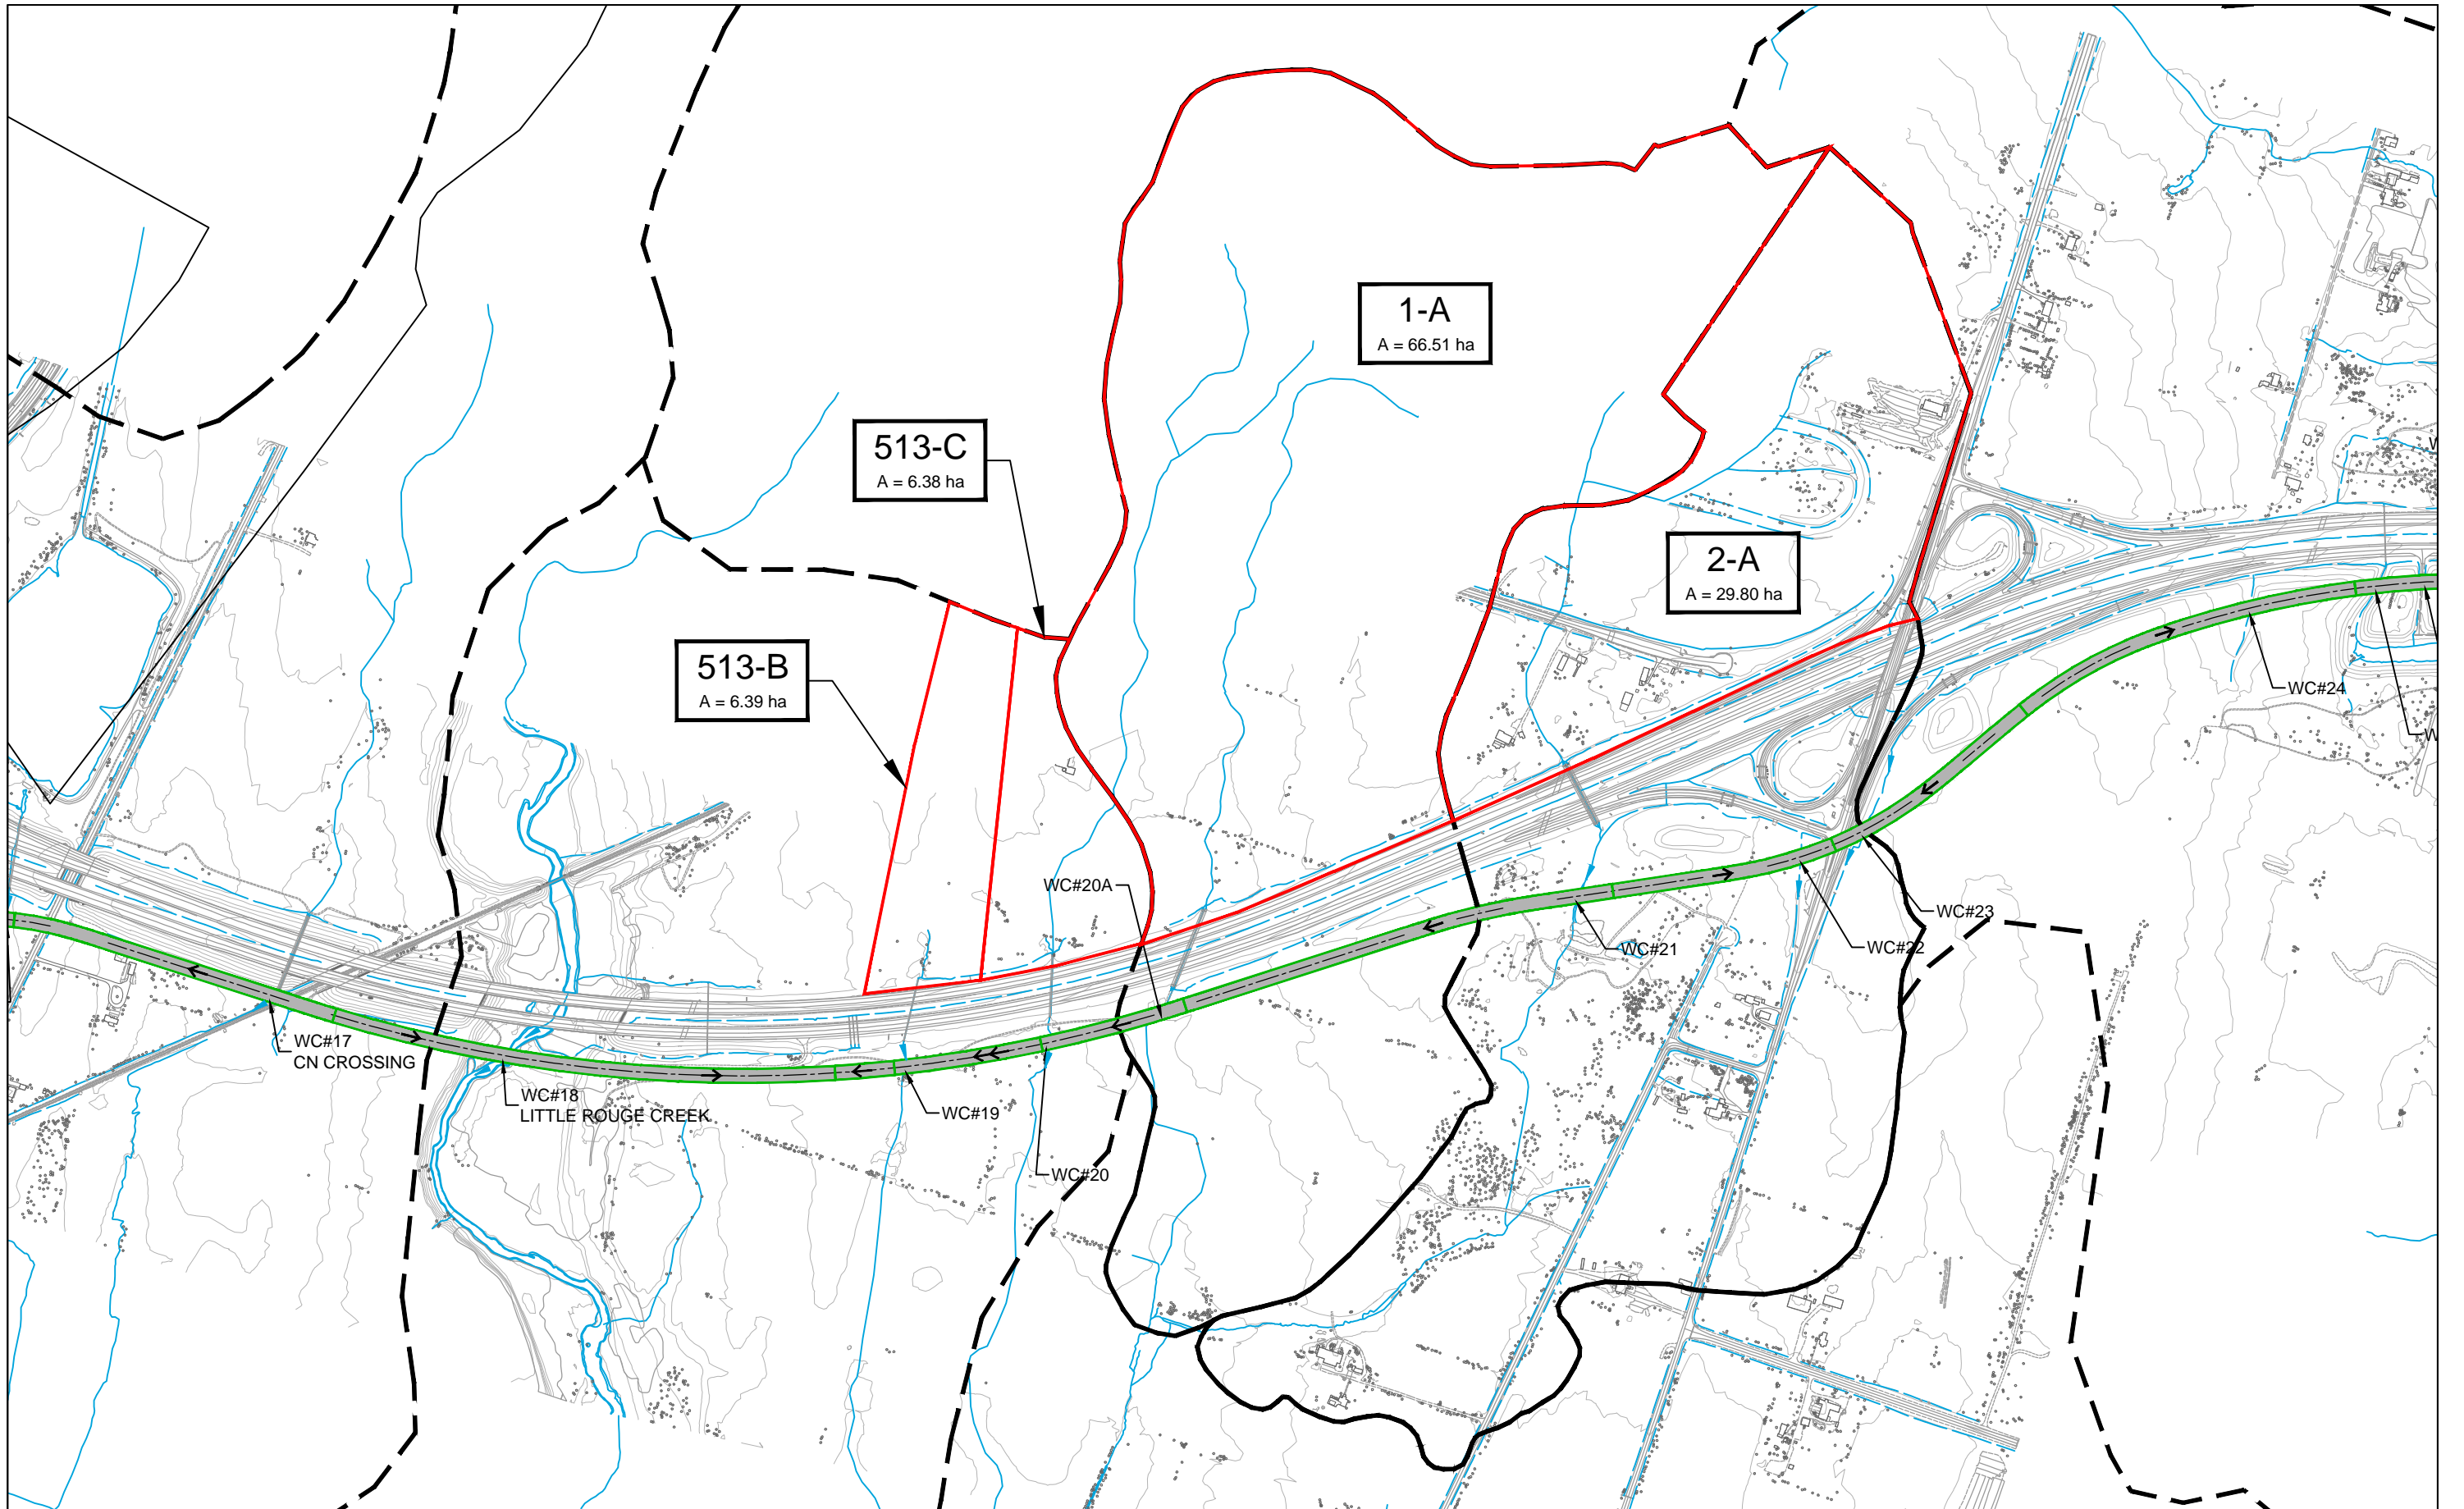 1-A
A = 66.51 ha
513-C
A = 6.38 ha
2-A
A = 29.80 ha
513-B
A = 6.39 ha
WC#24
W
W
WC#20A
WC#23
WC#22
WC#21
WC#17
CN CROSSING
WC#18
LITTLE ROUGE CREEK
WC#19
WC#20